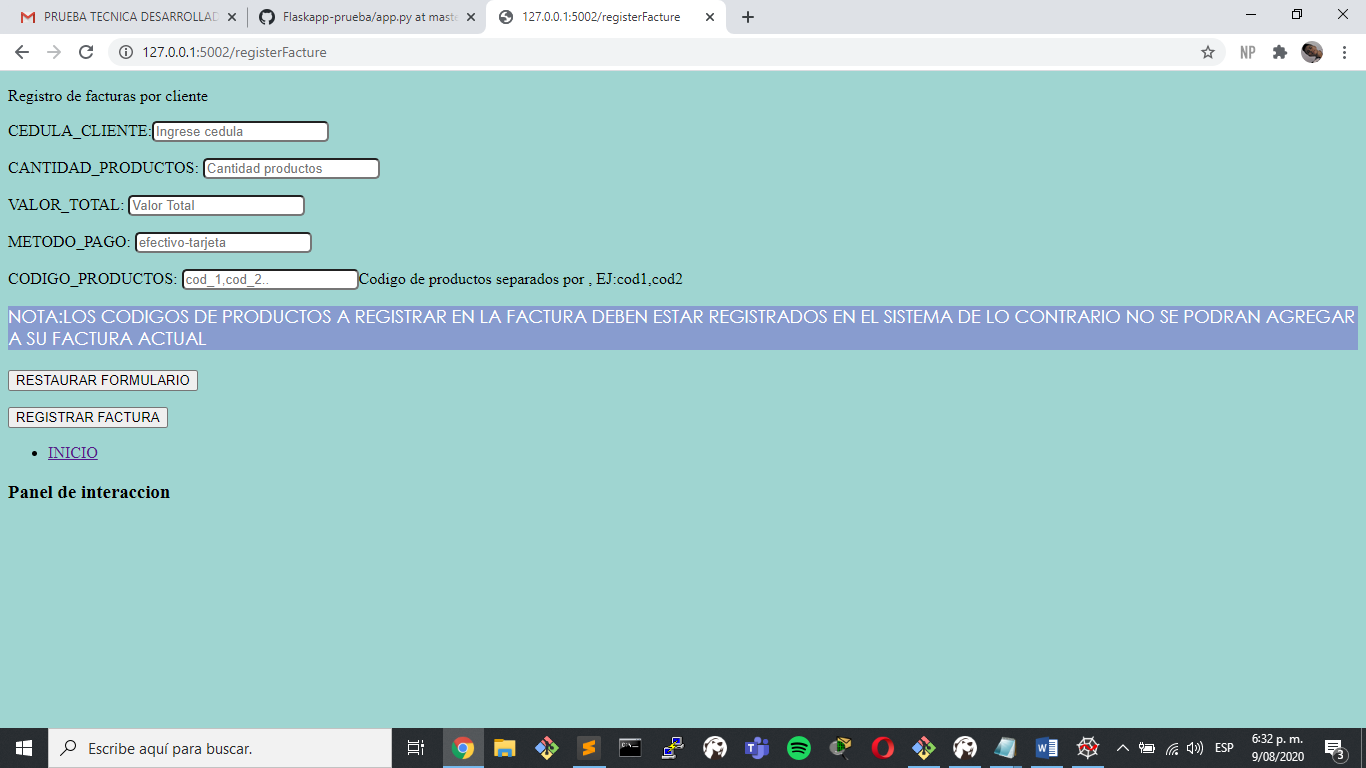 PRUEBA TECNICA DESARROLLAD
Flaskapp-prueba/app.py at maste
127.0.0.1:5002/registerFacture
127.0.0.1:5002/registerFacture
NP
Registro de facturas por cliente
CEDULA_CLIENTE: Ingrese cedula
CANTIDAD_PRODUCTOS: Cantidad productos
VALOR_TOTAL: Valor Total
METODO_PAGO: efectivo-tarjeta
CODIGO_PRODUCTOS: cod_1,cod_2.. Codigo de productos separados por , EJ:cod1,cod2
NOTA:LOS CODIGOS DE PRODUCTOS A REGISTRAR EN LA FACTURA DEBEN ESTAR REGISTRADOS EN EL SISTEMA DE LO CONTRARIO NO SE PODRAN AGREGAR
A SU FACTURA ACTUAL
RESTAURAR FORMULARIO
REGISTRAR FACTURA
INICIO
Panel de interaccion
Escribe aquí para buscar.
ESP
6:32 p. m.
9/08/2020
3